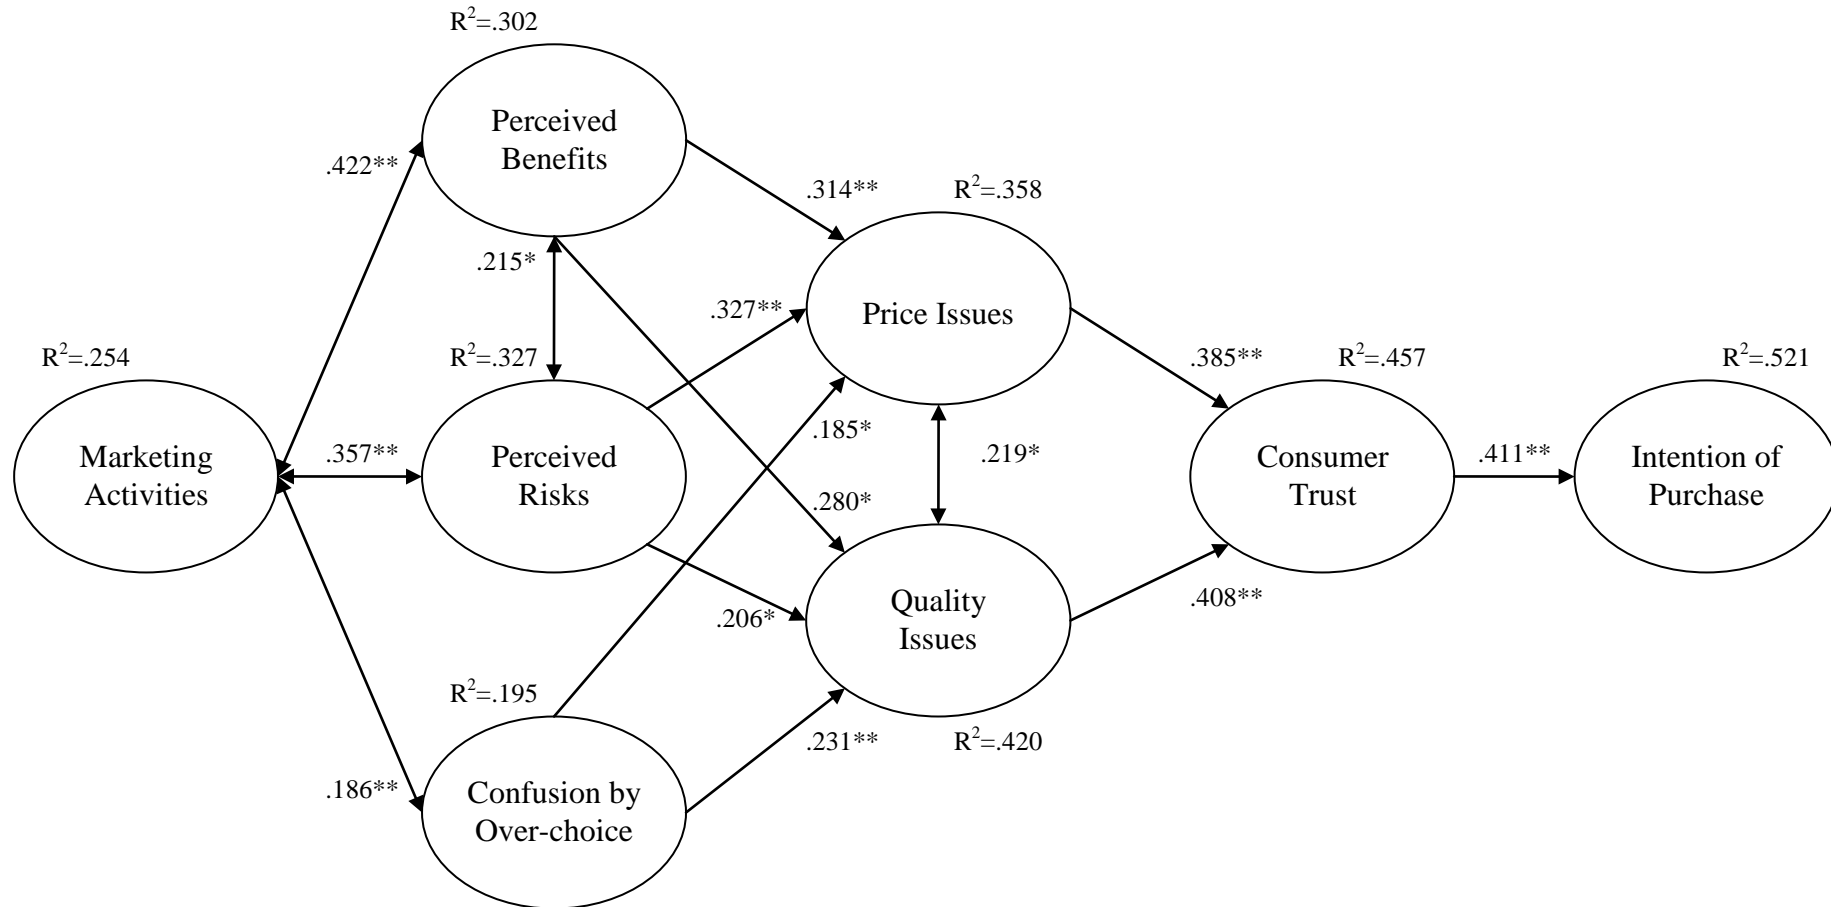 R²=.302
Perceived
Benefits
.422**
.314**
R²=.358
.215*
.327**
Price Issues
R²=.254
R²=.327
.385**
R²=.457
R²=.521
Marketing
Activities
.357**
Perceived
Risks
.185*
.219*
Consumer
Trust
.411**
Intention of
Purchase
.280*
.206*
Quality
Issues
.408**
R²=.195
.231**
R²=.420
.186**
Confusion by
Over-choice